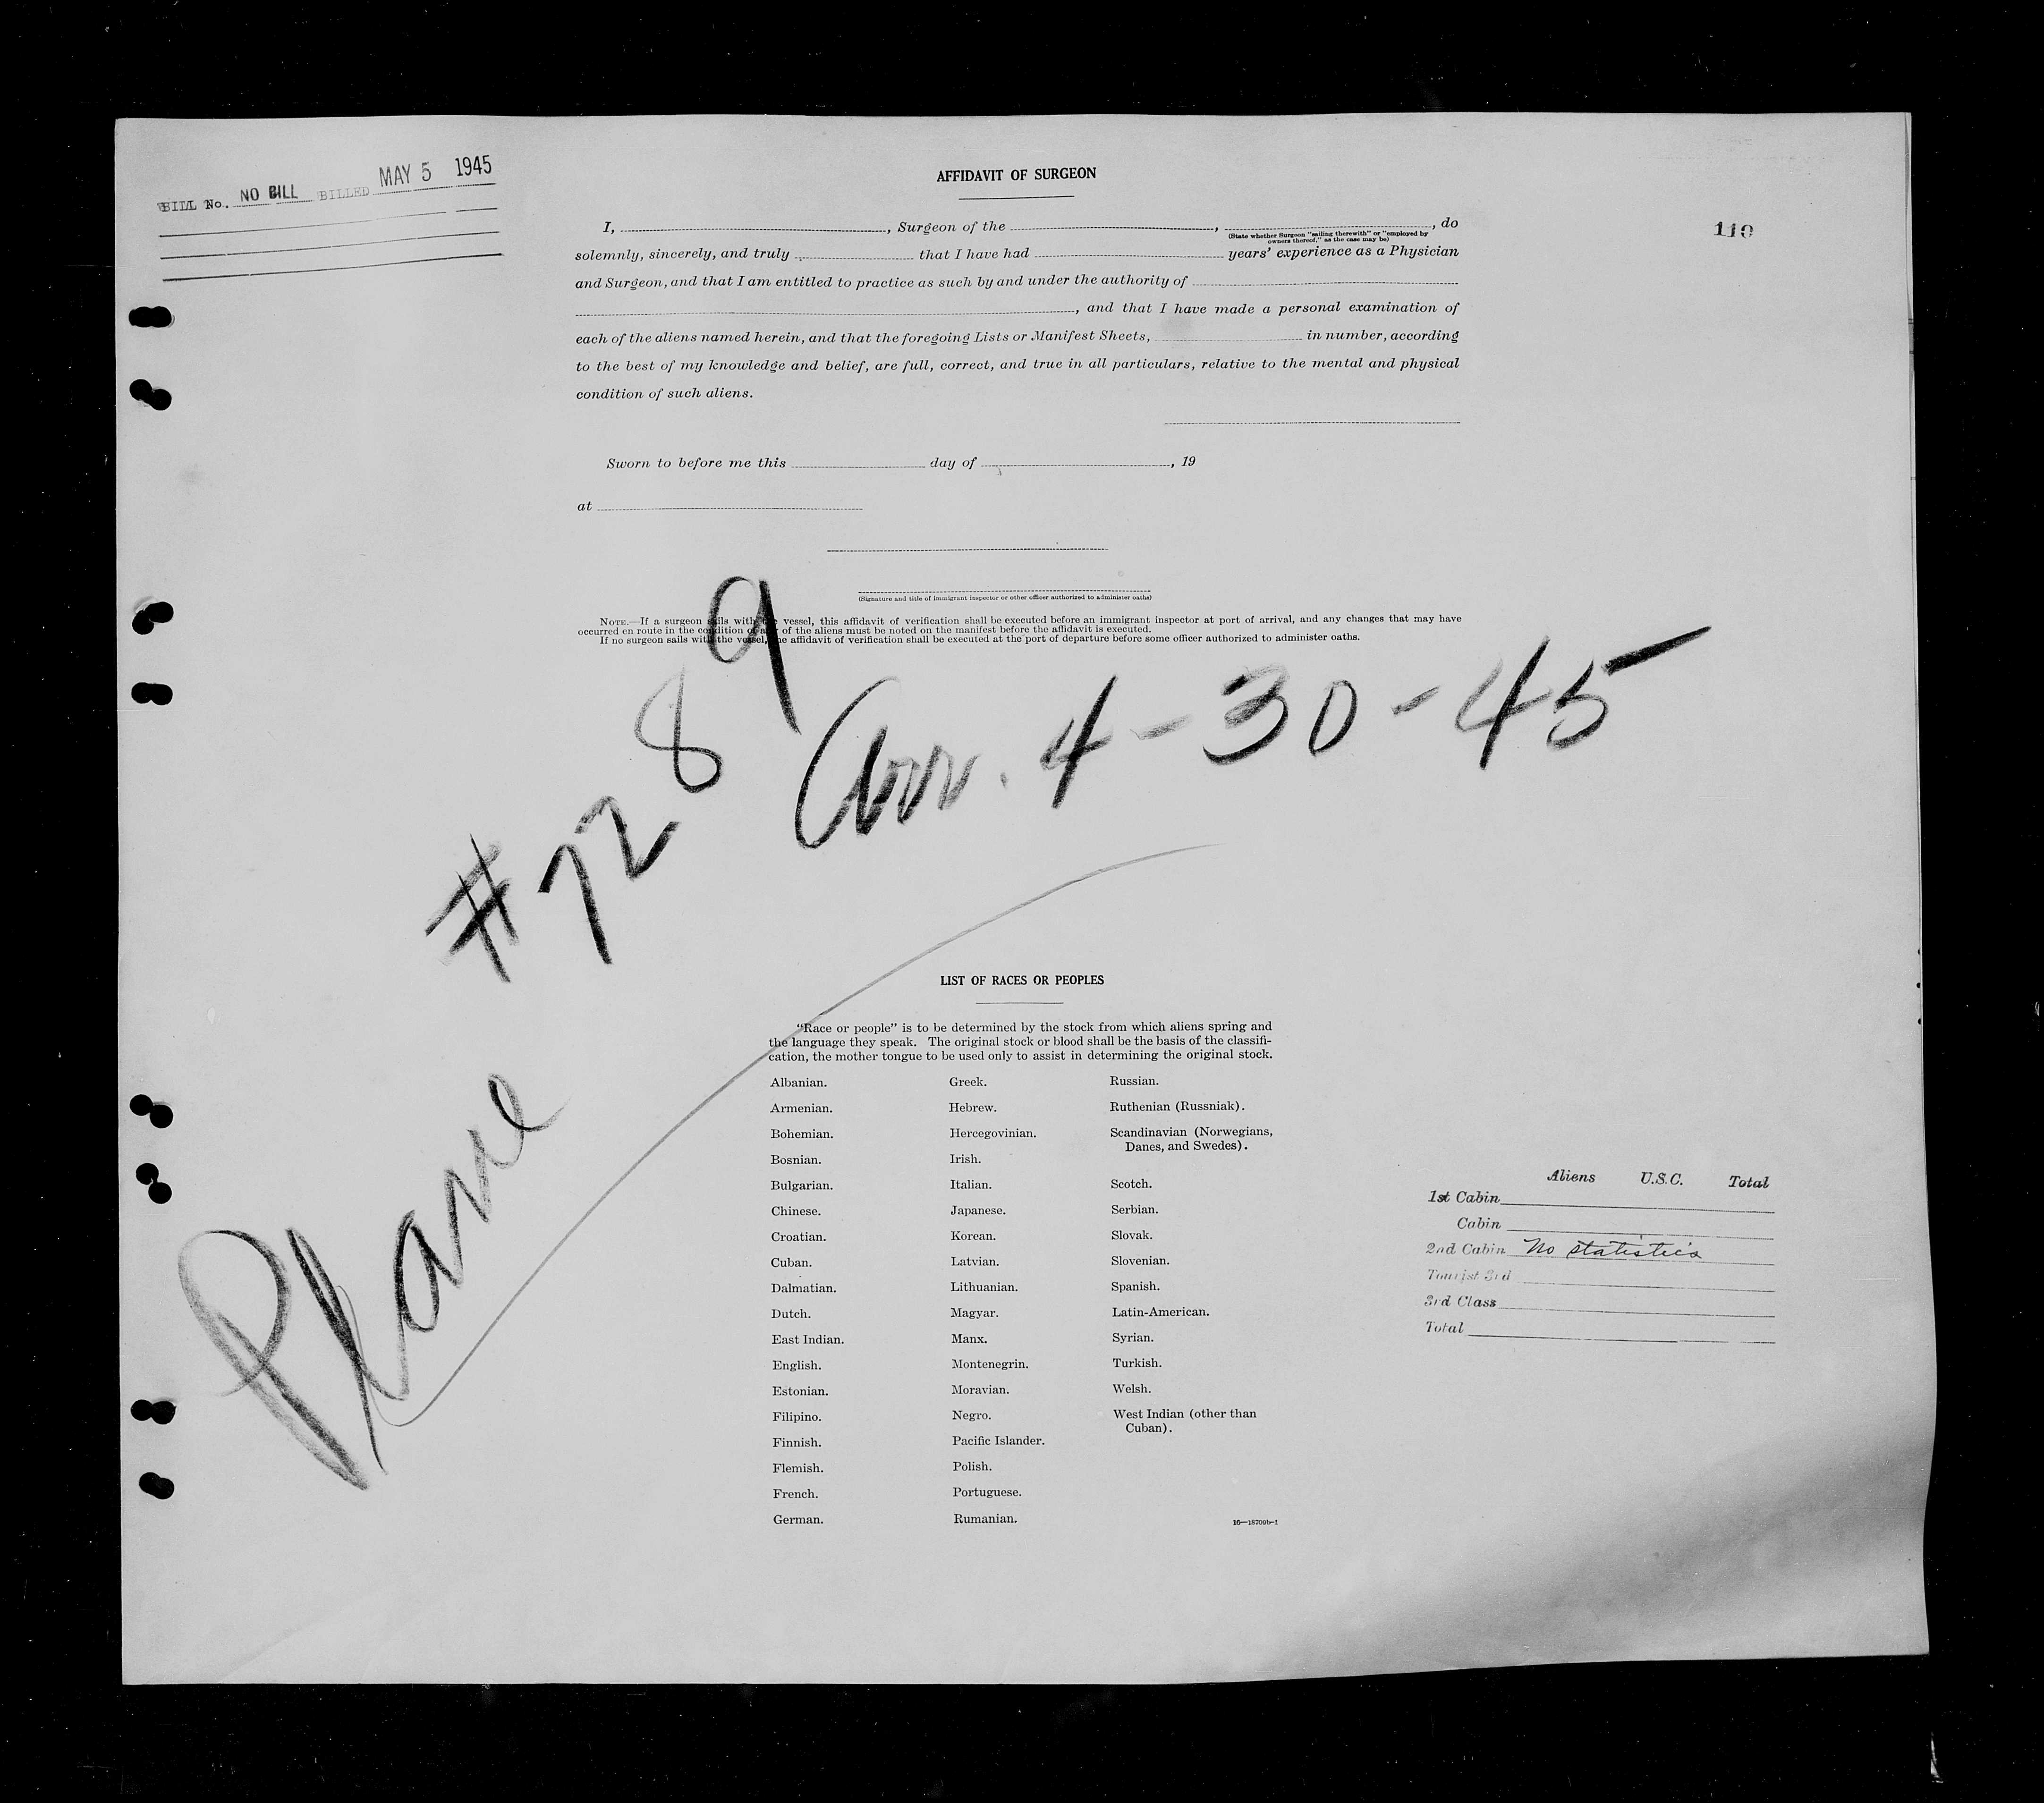 BILL No. NO BILL BILLED MAY 5 1945
AFFIDAVIT OF SURGEON
110
I, , Surgeon of the , , do
(State whether Surgeon "sailing therewith" or "employed by
owners thereof," as the case may be)
solemnly, sincerely, and truly that I have had years' experience as a Physician
and Surgeon, and that I am entitled to practice as such by and under the authority of
, and that I have made a personal examination of
each of the aliens named herein, and that the foregoing Lists or Manifest Sheets, in number, according
to the best of my knowledge and belief, are full, correct, and true in all particulars, relative to the mental and physical
condition of such aliens.
Sworn to before me this day of , 19
at
(Signature and title of immigrant inspector or other officer authorized to administer oaths)
NOTE.—If a surgeon sails with the vessel, this affidavit of verification shall be executed before an immigrant inspector at port of arrival, and any changes that may have
occurred en route in the condition of any of the aliens must be noted on the manifest before the affidavit is executed.
If no surgeon sails with the vessel, the affidavit of verification shall be executed at the port of departure before some officer authorized to administer oaths.
Plane #7289
Arr. 4-30-45
LIST OF RACES OR PEOPLES
"Race or people" is to be determined by the stock from which aliens spring and
the language they speak. The original stock or blood shall be the basis of the classifi-
cation, the mother tongue to be used only to assist in determining the original stock.
Albanian.
Armenian.
Bohemian.
Bosnian.
Bulgarian.
Chinese.
Croatian.
Cuban.
Dalmatian.
Dutch.
East Indian.
English.
Estonian.
Filipino.
Finnish.
Flemish.
French.
German.
Greek.
Hebrew.
Hercegovinian.
Irish.
Italian.
Japanese.
Korean.
Latvian.
Lithuanian.
Magyar.
Manx.
Montenegrin.
Moravian.
Negro.
Pacific Islander.
Polish.
Portuguese.
Rumanian.
Russian.
Ruthenian (Russniak).
Scandinavian (Norwegians,
Danes, and Swedes).
Scotch.
Serbian.
Slovak.
Slovenian.
Spanish.
Latin-American.
Syrian.
Turkish.
Welsh.
West Indian (other than
Cuban).
16—18709b-1
Aliens U.S.C. Total
1st Cabin
Cabin
2nd Cabin No statistics
Tourist 3rd
3rd Class
Total